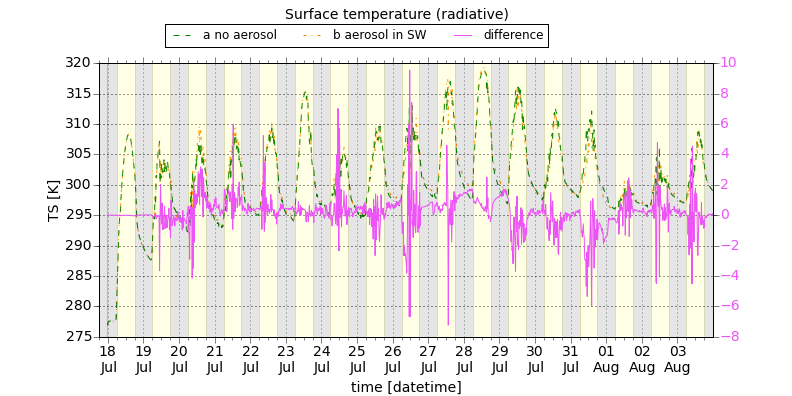 Surface temperature (radiative)
a no aerosol b aerosol in SW difference
320 10
315 8
310 6
305 4
300 2
295 0
290 −2
285 −4
280 −6
275 −8
TS [K]
18 19 20 21 22 23 24 25 26 27 28 29 30 31 01 02 03
Jul Jul Jul Jul Jul Jul Jul Jul Jul Jul Jul Jul Jul Jul Aug Aug Aug
time [datetime]